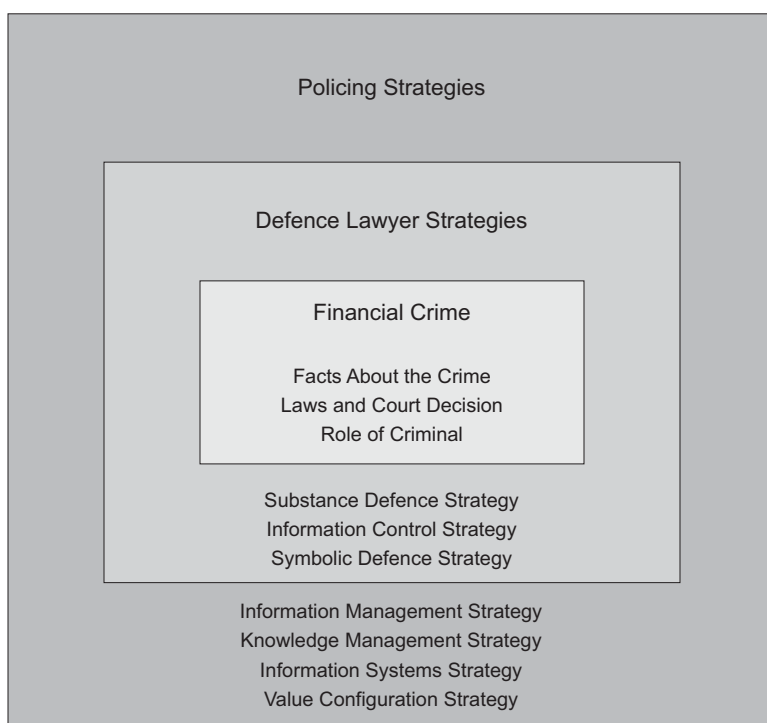 Policing Strategies
Defence Lawyer Strategies
Financial Crime
Facts About the Crime
Laws and Court Decision
Role of Criminal
Substance Defence Strategy
Information Control Strategy
Symbolic Defence Strategy
Information Management Strategy
Knowledge Management Strategy
Information Systems Strategy
Value Configuration Strategy